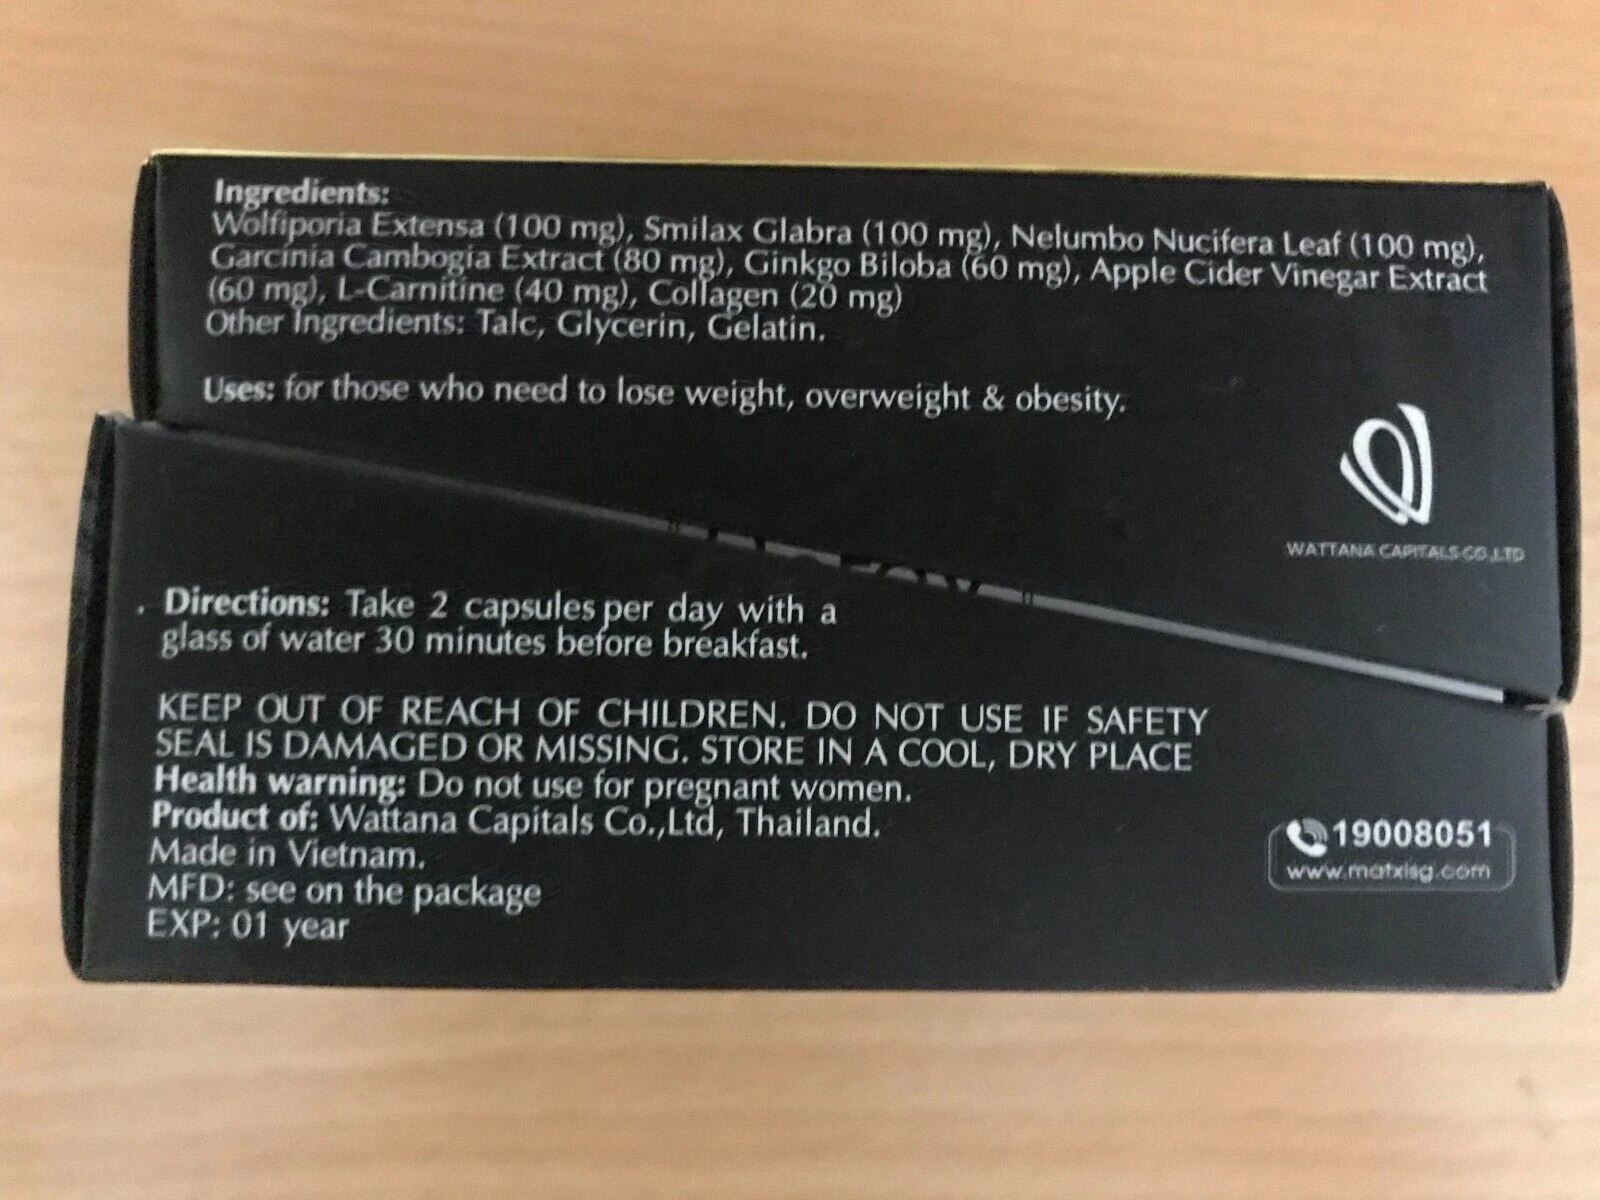 Ingredients:
Wolfiporia Extensa (100 mg), Smilax Glabra (100 mg), Nelumbo Nucifera Leaf (100 mg),
Garcinia Cambogia Extract (80 mg), Ginkgo Biloba (60 mg), Apple Cider Vinegar Extract
(60 mg), L-Carnitine (40 mg), Collagen (20 mg)
Other Ingredients: Talc, Glycerin, Gelatin.
Uses: for those who need to lose weight, overweight & obesity.
WATTANA CAPITALS CO.,LTD
Directions: Take 2 capsules per day with a
glass of water 30 minutes before breakfast.
KEEP OUT OF REACH OF CHILDREN. DO NOT USE IF SAFETY
SEAL IS DAMAGED OR MISSING. STORE IN A COOL, DRY PLACE
Health warning: Do not use for pregnant women.
Product of: Wattana Capitals Co.,Ltd, Thailand.
Made in Vietnam.
MFD: see on the package
EXP: 01 year
19008051
www.matxisg.com